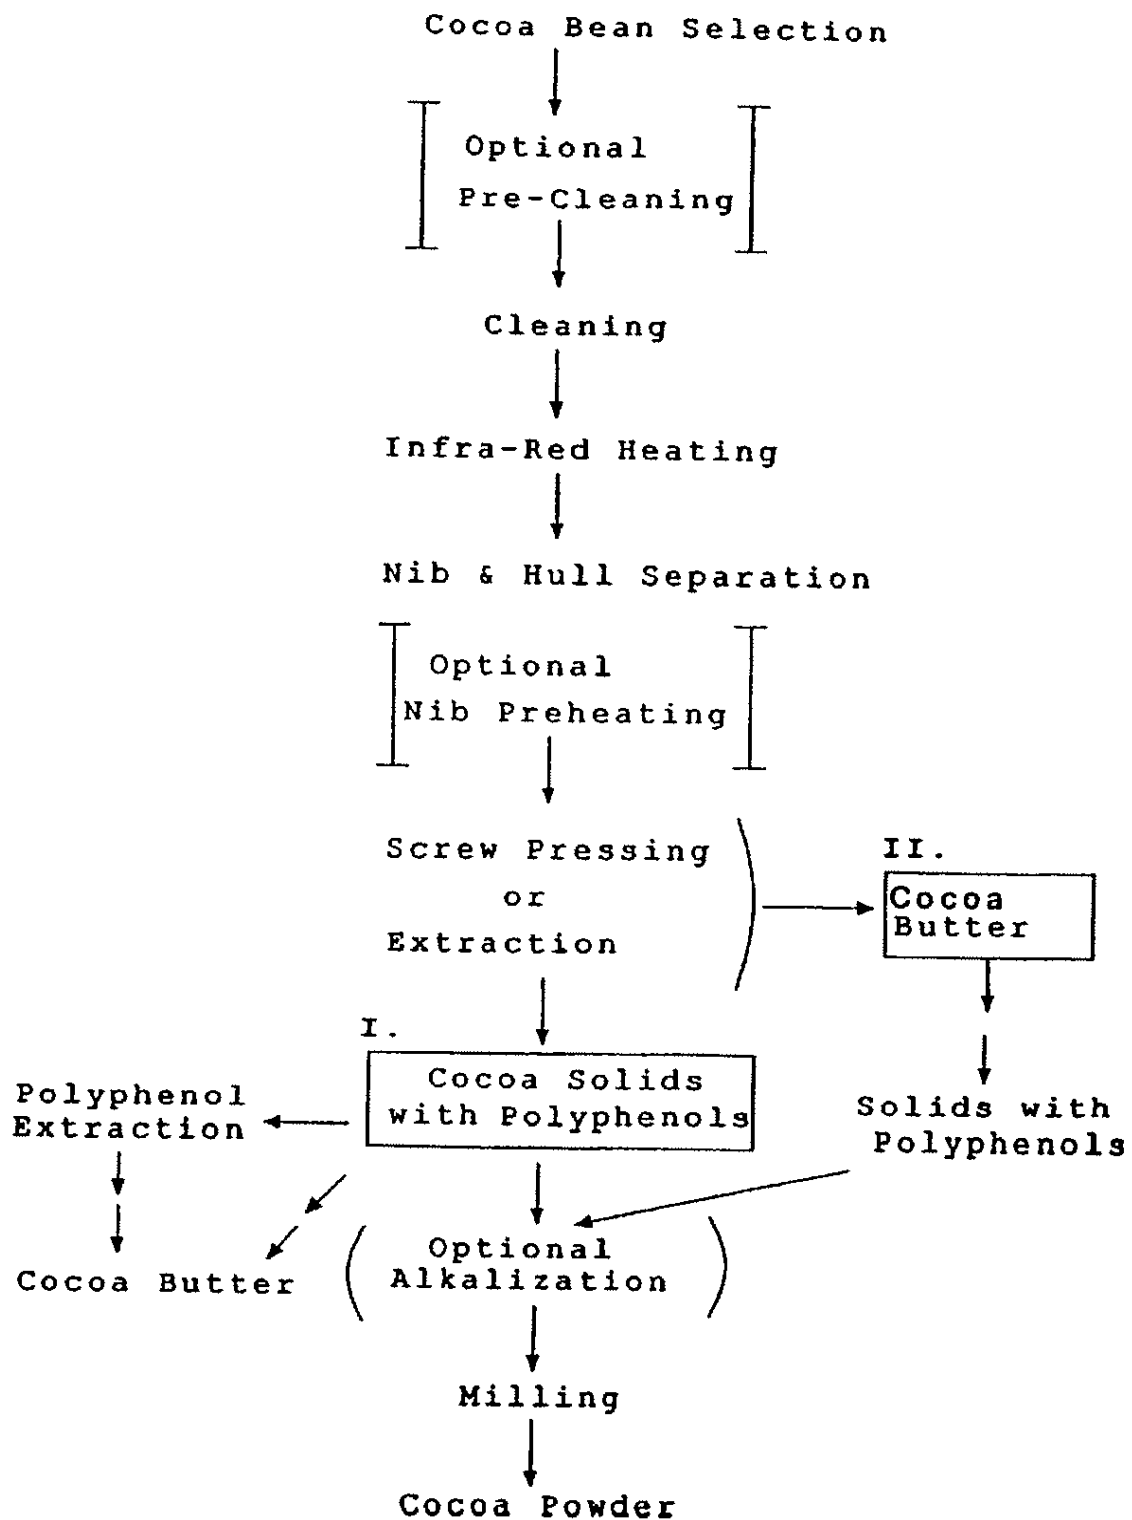 Cocoa Bean Selection
Optional
Pre-Cleaning
Cleaning
Infra-Red Heating
Nib & Hull Separation
Optional
Nib Preheating
Screw Pressing
or
Extraction
II.
Cocoa
Butter
I.
Cocoa Solids
with Polyphenols
Polyphenol
Extraction
Solids with
Polyphenols
Cocoa Butter
Optional
Alkalization
Milling
Cocoa Powder